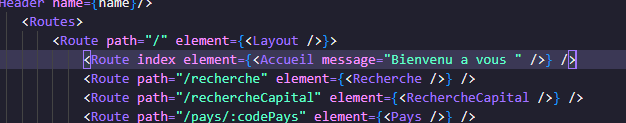 Header name={name}/>
<Routes>
<Route path="/" element={<Layout />}>
<Route index element={<Accueil message="Bienvenu a vous " />} />
<Route path="/recherche" element={<Recherche />} />
<Route path="/rechercheCapital" element={<RechercheCapital />} />
<Route path="/pays/:codePays" element={<Pays />} />